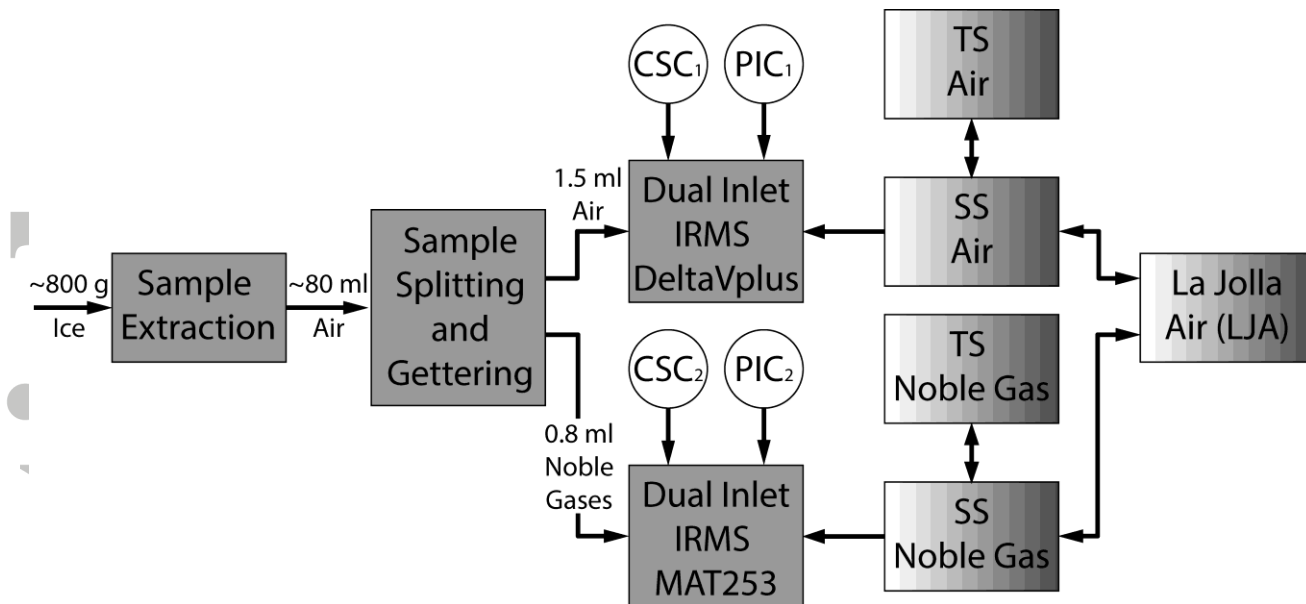 ~800 g
Ice
Sample
Extraction
~80 ml
Air
Sample
Splitting
and
Gettering
1.5 ml
Air
0.8 ml
Noble
Gases
CSC₁
PIC₁
Dual Inlet
IRMS
DeltaVplus
CSC₂
PIC₂
Dual Inlet
IRMS
MAT253
TS
Air
SS
Air
TS
Noble Gas
SS
Noble Gas
La Jolla
Air (LJA)